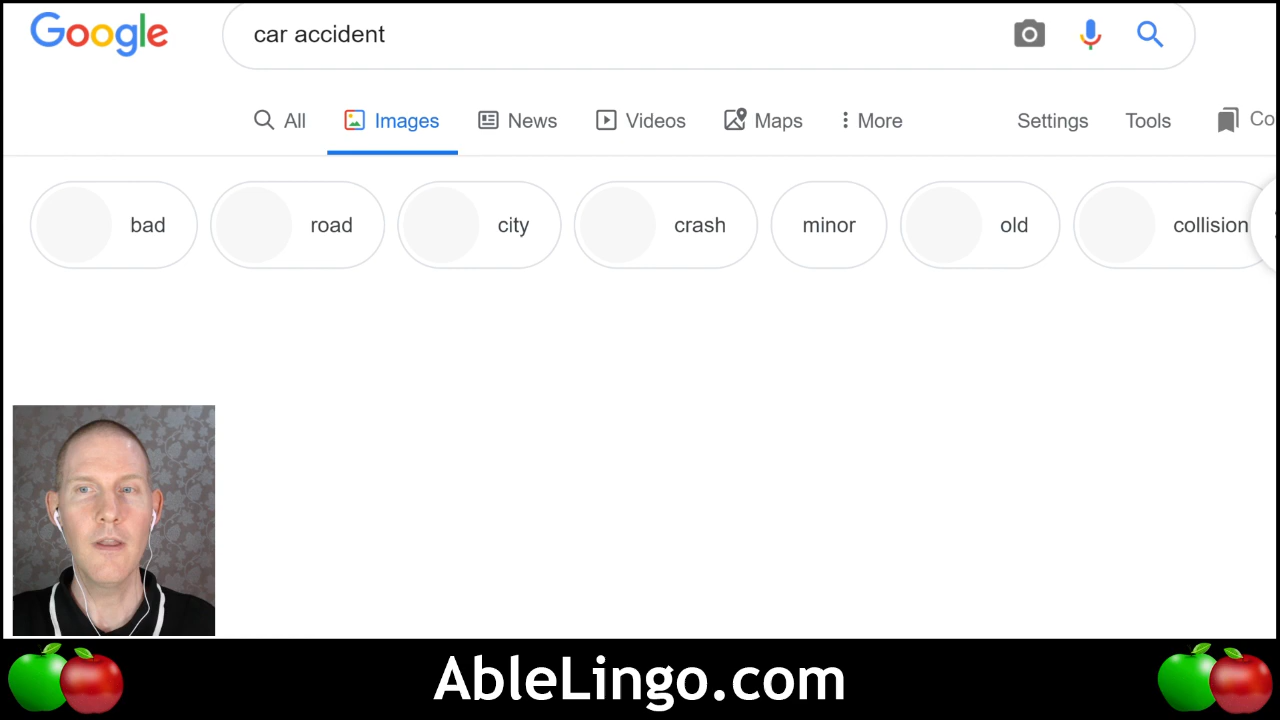 Google car accident
All Images News Videos Maps More Settings Tools Co
bad road city crash minor old collision
AbleLingo.com